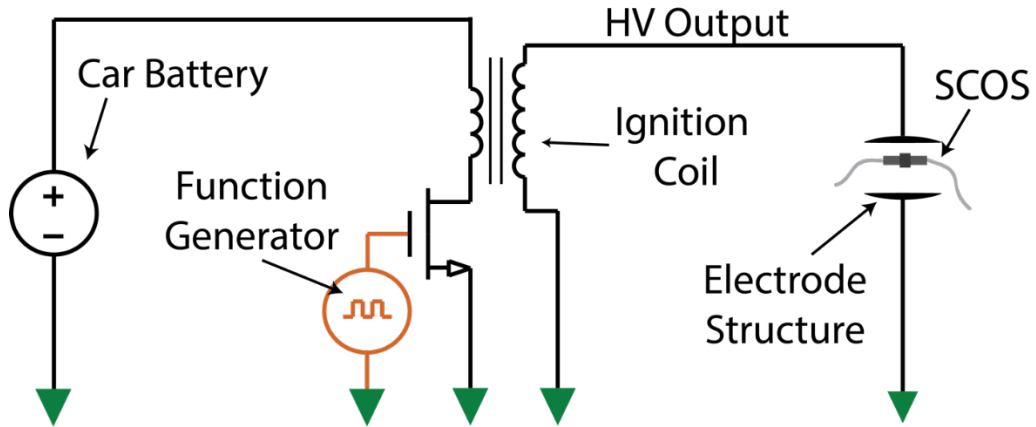 HV Output
Car Battery
SCOS
Ignition
Coil
Function
Generator
Electrode
Structure